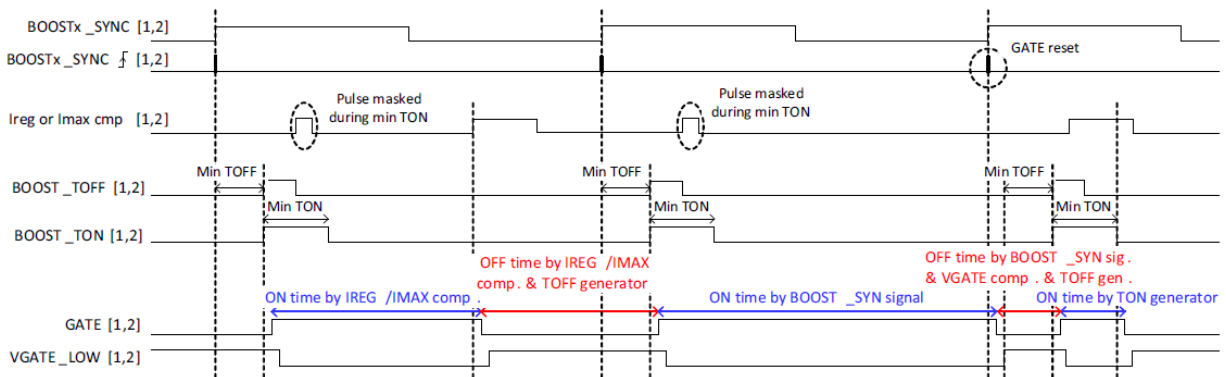 BOOSTx _SYNC [1,2]
GATE reset
BOOSTx _SYNC ⨍ [1,2]
Pulse masked
during min TON
Pulse masked
during min TON
Ireg or Imax cmp [1,2]
Min TOFF
Min TOFF
Min TOFF
BOOST _TOFF [1,2]
Min TON
Min TON
Min TON
BOOST _TON [1,2]
OFF time by IREG /IMAX
comp . & TOFF generator
OFF time by BOOST _SYN sig .
& VGATE comp . & TOFF gen .
ON time by IREG /IMAX comp .
ON time by BOOST _SYN signal
ON time by TON generator
GATE [1,2]
VGATE _LOW [1,2]